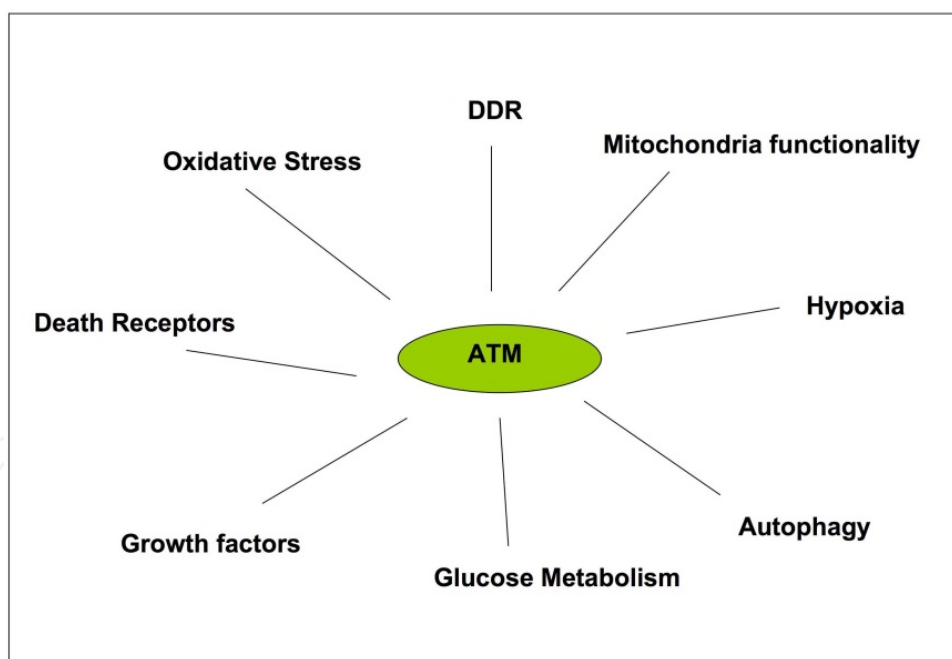 DDR
Mitochondria functionality
Oxidative Stress
Hypoxia
Death Receptors
ATM
Autophagy
Growth factors
Glucose Metabolism